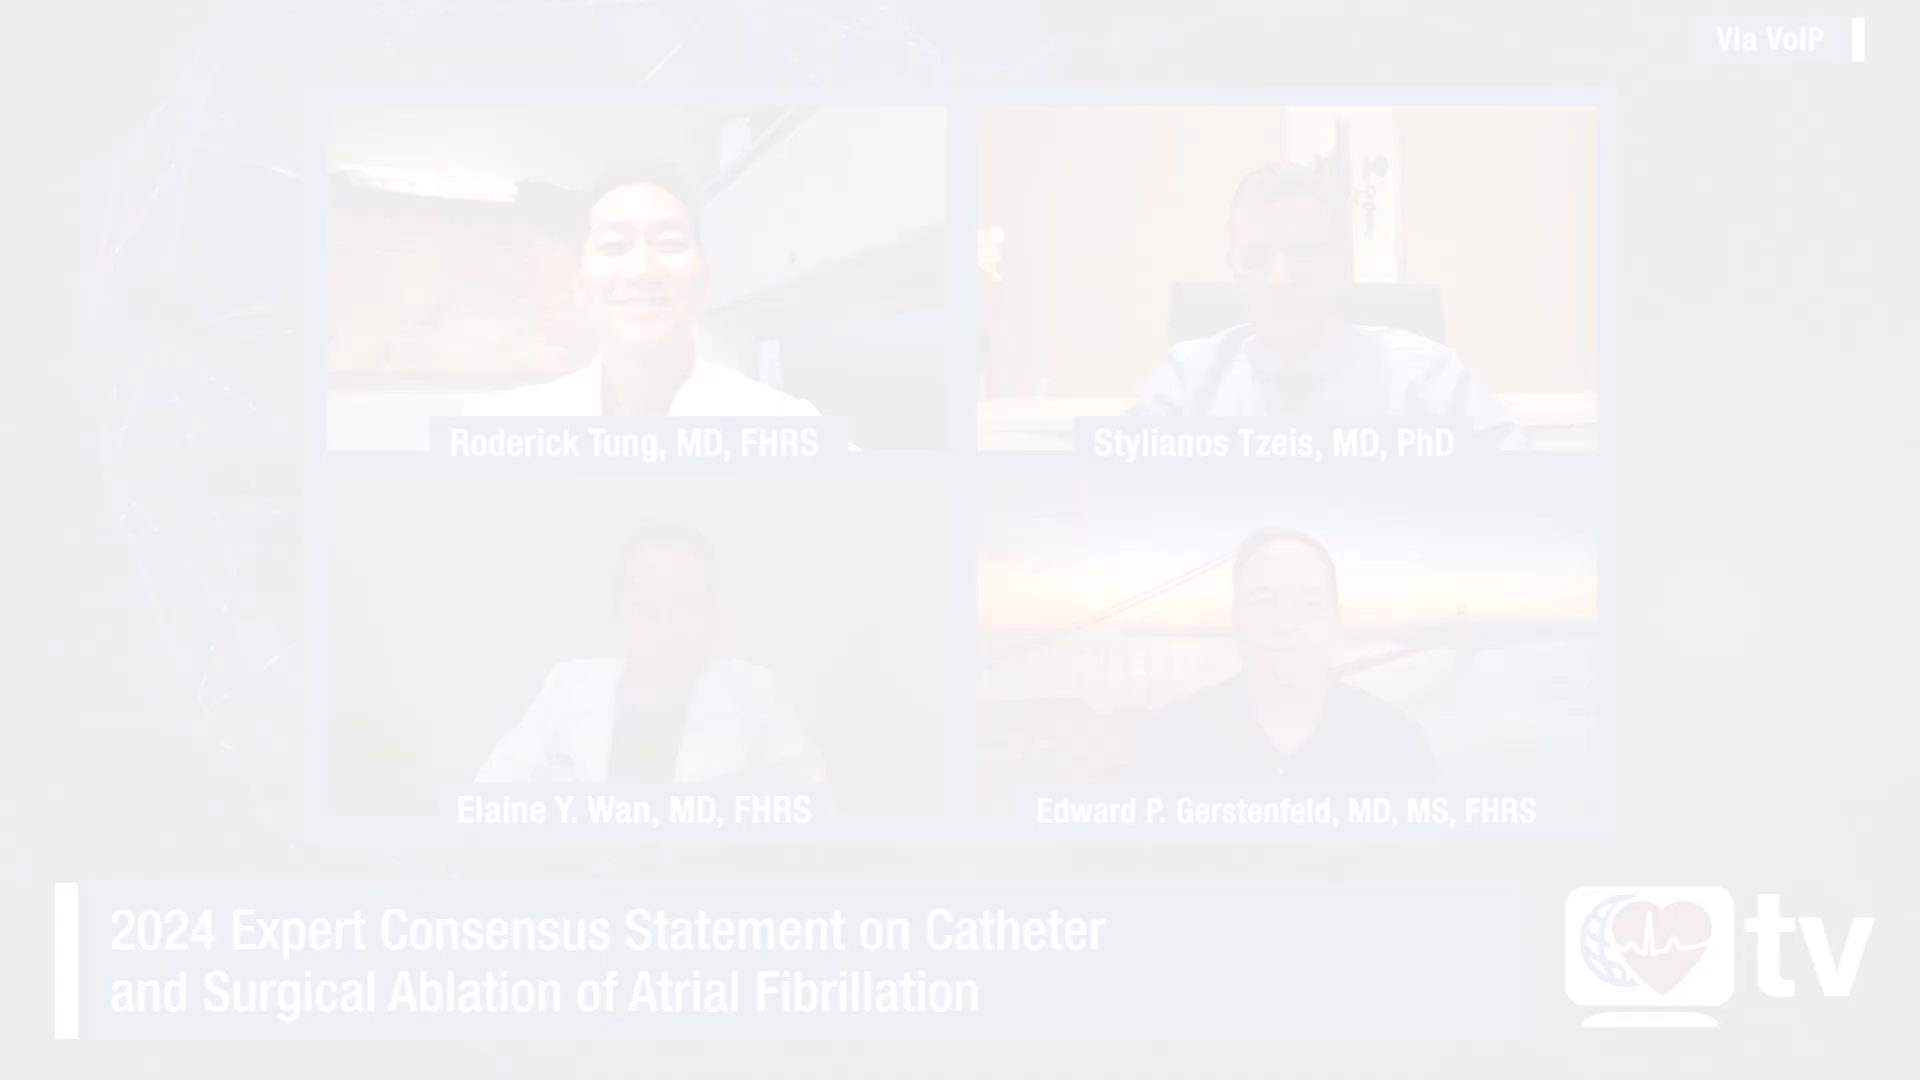 Via VoIP
Roderick Tung, MD, FHRS
Stylianos Tzeis, MD, PhD
Elaine Y. Wan, MD, FHRS
Edward P. Gerstenfeld, MD, MS, FHRS
2024 Expert Consensus Statement on Catheter
and Surgical Ablation of Atrial Fibrillation
tv